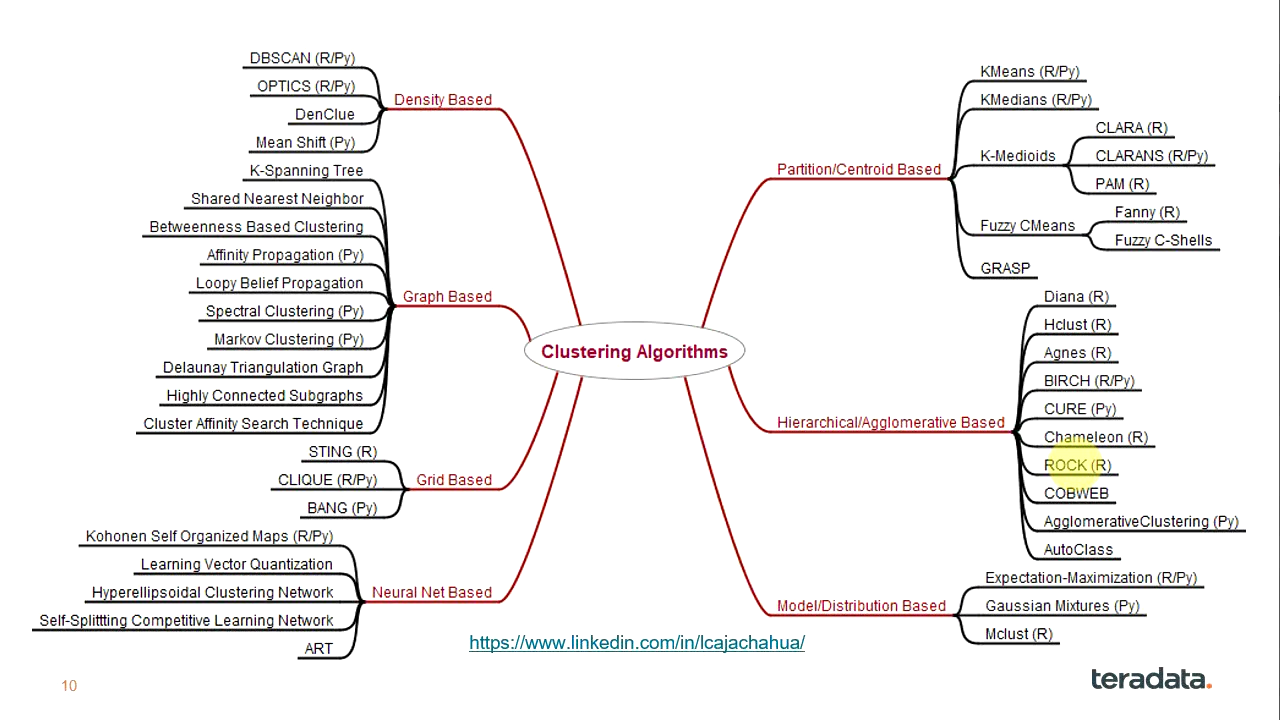 DBSCAN (R/Py)
OPTICS (R/Py)
DenClue
Mean Shift (Py)
Density Based
K-Spanning Tree
Shared Nearest Neighbor
Betweenness Based Clustering
Affinity Propagation (Py)
Loopy Belief Propagation
Spectral Clustering (Py)
Markov Clustering (Py)
Delaunay Triangulation Graph
Highly Connected Subgraphs
Cluster Affinity Search Technique
Graph Based
STING (R)
CLIQUE (R/Py)
BANG (Py)
Grid Based
Kohonen Self Organized Maps (R/Py)
Learning Vector Quantization
Hyperellipsoidal Clustering Network
Self-Splittting Competitive Learning Network
ART
Neural Net Based
Clustering Algorithms
Partition/Centroid Based
KMeans (R/Py)
KMedians (R/Py)
K-Medioids
CLARA (R)
CLARANS (R/Py)
PAM (R)
Fuzzy CMeans
Fanny (R)
Fuzzy C-Shells
GRASP
Hierarchical/Agglomerative Based
Diana (R)
Hclust (R)
Agnes (R)
BIRCH (R/Py)
CURE (Py)
Chameleon (R)
ROCK (R)
COBWEB
AgglomerativeClustering (Py)
AutoClass
Model/Distribution Based
Expectation-Maximization (R/Py)
Gaussian Mixtures (Py)
Mclust (R)
https://www.linkedin.com/in/lcajachahua/
10
teradata.